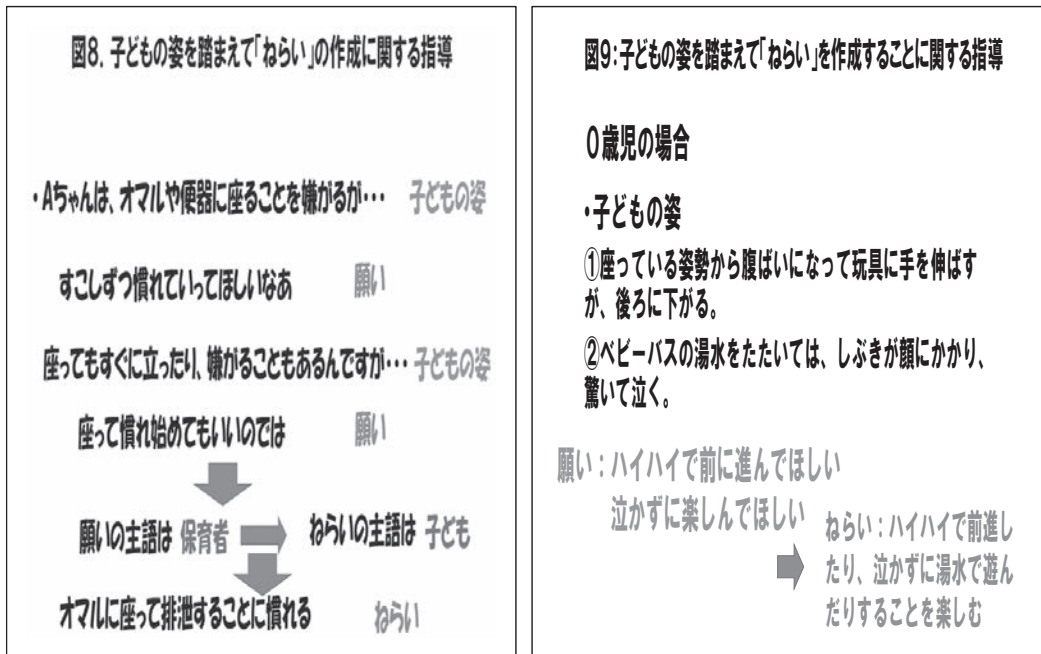 図8. 子どもの姿を踏まえて「ねらい」の作成に関する指導
・Aちゃんは、オマルや便器に座ることを嫌がるが･･･ 子どもの姿
すこしずつ慣れていってほしいなあ 願い
座ってもすぐに立ったり、嫌がることもあるんですが･･･ 子どもの姿
座って慣れ始めてもいいのでは 願い
願いの主語は 保育者 ねらいの主語は 子ども
オマルに座って排泄することに慣れる ねらい
図9:子どもの姿を踏まえて「ねらい」を作成することに関する指導
０歳児の場合
・子どもの姿
①座っている姿勢から腹ばいになって玩具に手を伸ばす
が、後ろに下がる。
②ベビーバスの湯水をたたいては、しぶきが顔にかかり、
驚いて泣く。
願い：ハイハイで前に進んでほしい
泣かずに楽しんでほしい
ねらい：ハイハイで前進し
たり、泣かずに湯水で遊ん
だりすることを楽しむ